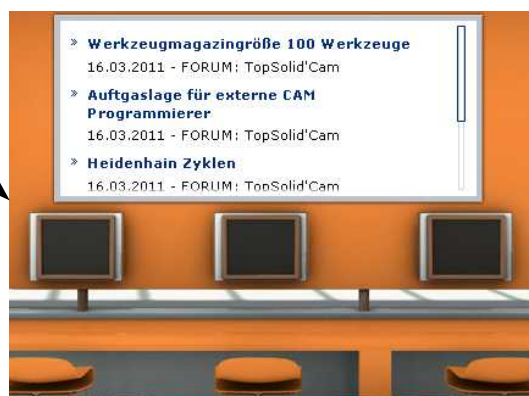 » Werkzeugmagazingröße 100 Werkzeuge
16.03.2011 - FORUM: TopSolid'Cam
» Auftgaslage für externe CAM
Programmierer
16.03.2011 - FORUM: TopSolid'Cam
» Heidenhain Zyklen
16.03.2011 - FORUM: TopSolid'Cam